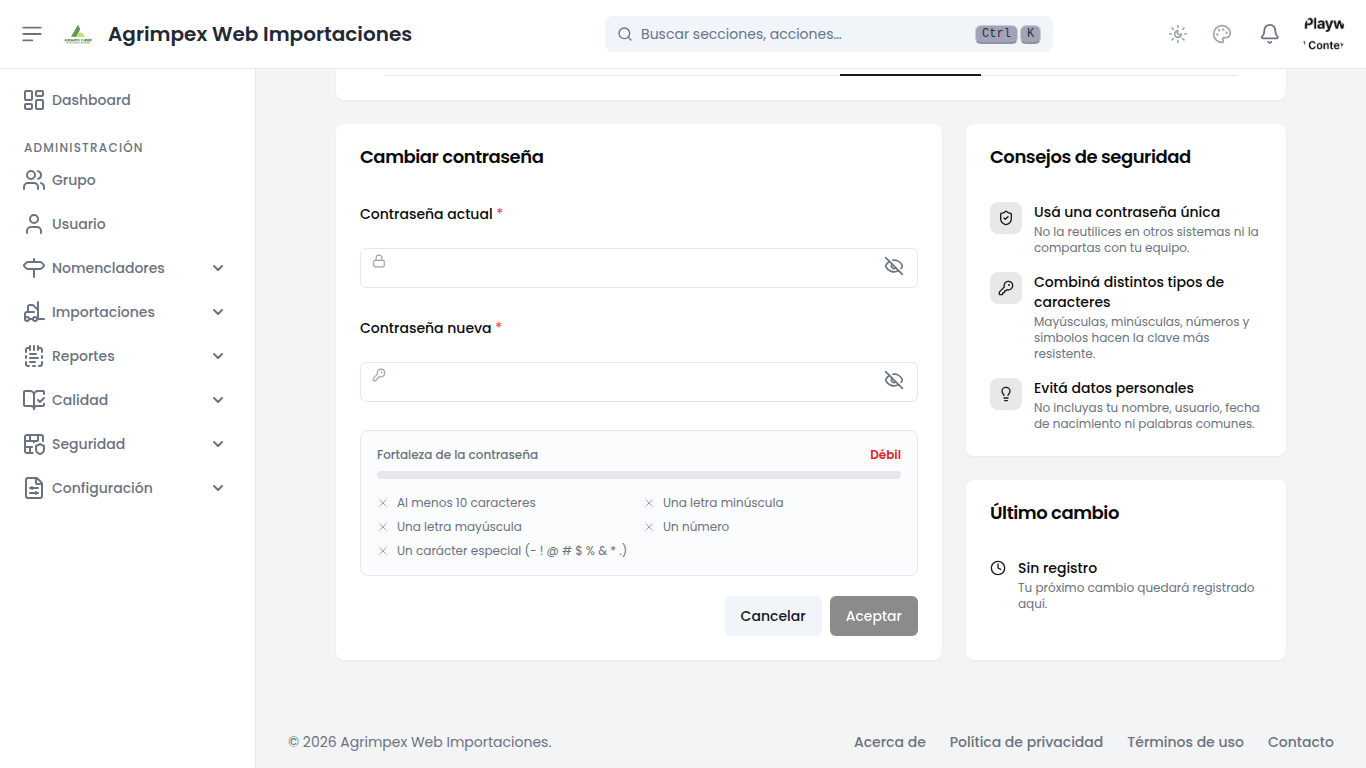 Agrimpex Web Importaciones
Buscar secciones, acciones…
Ctrl K
Playw
Contex
Dashboard
ADMINISTRACIÓN
Grupo
Usuario
Nomencladores
Importaciones
Reportes
Calidad
Seguridad
Configuración
Cambiar contraseña
Contraseña actual *
Contraseña nueva *
Fortaleza de la contraseña
Débil
Al menos 10 caracteres
Una letra minúscula
Una letra mayúscula
Un número
Un carácter especial (- ! @ # $ % & * .)
Cancelar
Aceptar
Consejos de seguridad
Usá una contraseña única
No la reutilices en otros sistemas ni la
compartas con tu equipo.
Combiná distintos tipos de
caracteres
Mayúsculas, minúsculas, números y
símbolos hacen la clave más
resistente.
Evitá datos personales
No incluyas tu nombre, usuario, fecha
de nacimiento ni palabras comunes.
Último cambio
Sin registro
Tu próximo cambio quedará registrado
aquí.
© 2026 Agrimpex Web Importaciones.
Acerca de
Política de privacidad
Términos de uso
Contacto